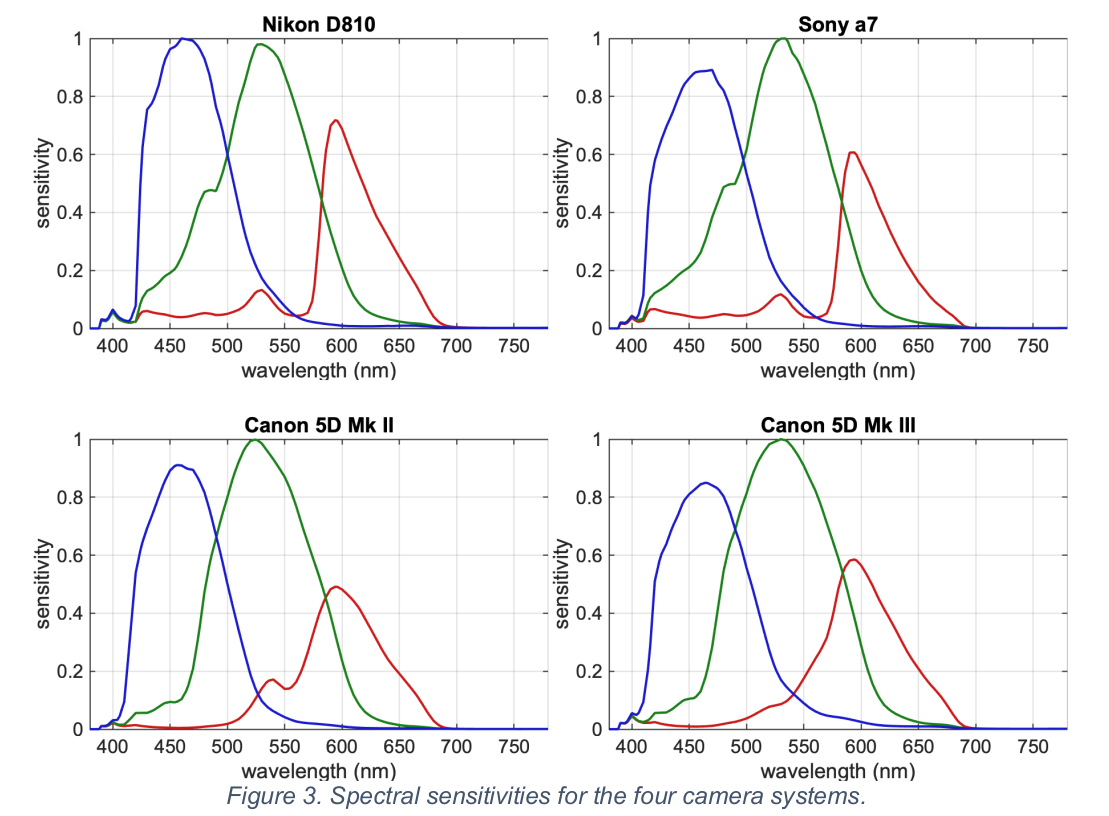 Nikon D810
Sony a7
1
0.8
0.6
0.4
0.2
0
sensitivity
400 450 500 550 600 650 700 750
wavelength (nm)
1
0.8
0.6
0.4
0.2
0
sensitivity
400 450 500 550 600 650 700 750
wavelength (nm)
Canon 5D Mk II
Canon 5D Mk III
1
0.8
0.6
0.4
0.2
0
sensitivity
400 450 500 550 600 650 700 750
wavelength (nm)
1
0.8
0.6
0.4
0.2
0
sensitivity
400 450 500 550 600 650 700 750
wavelength (nm)
Figure 3. Spectral sensitivities for the four camera systems.